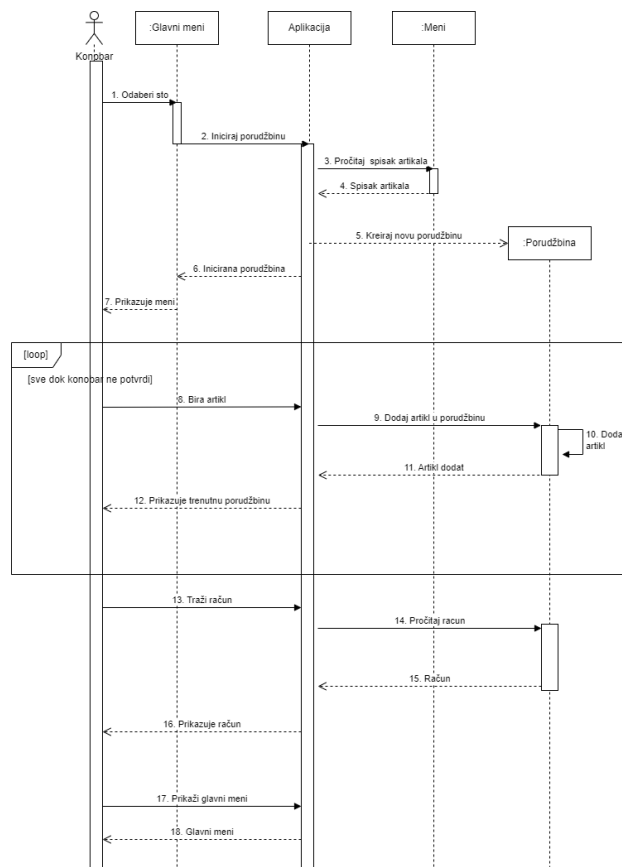 :Glavni meni
Aplikacija
:Meni
Konobar
1. Odaberi sto
2. Iniciraj porudžbinu
3. Pročitaj spisak artikala
4. Spisak artikala
5. Kreiraj novu porudžbinu
:Porudžbina
6. Inicirana porudžbina
7. Prikazuje meni
[loop]
[sve dok konobar ne potvrdi]
8. Bira artikl
9. Dodaj artikl u porudžbinu
10. Doda
artikl
11. Artikl dodat
12. Prikazuje trenutnu porudžbinu
13. Traži račun
14. Pročitaj racun
15. Račun
16. Prikazuje račun
17. Prikaži glavni meni
18. Glavni meni